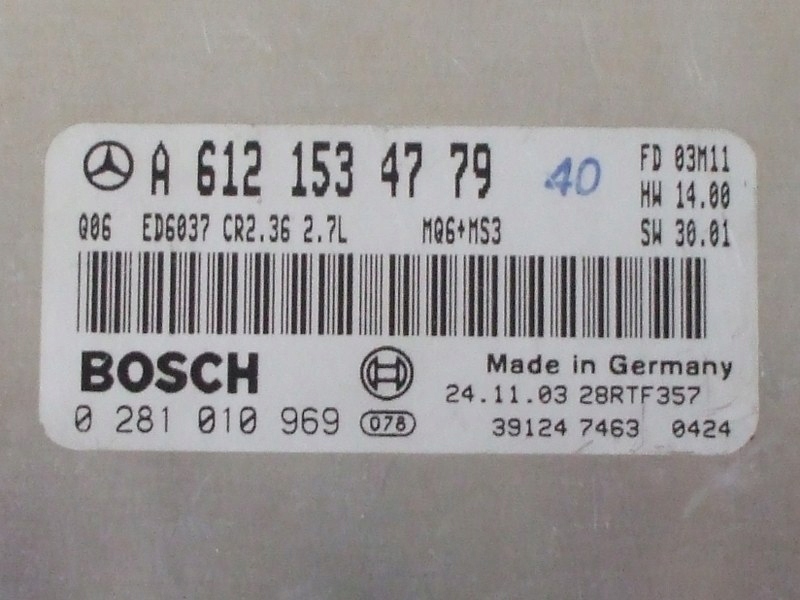 A 612 153 47 79 40 FD 03M11
HW 14.00
Q06 ED6037 CR2.36 2.7L MQ6+MS3 SW 30.01
BOSCH Made in Germany
24.11.03 28RTF357
0 281 010 969 078 39124 7463 0424